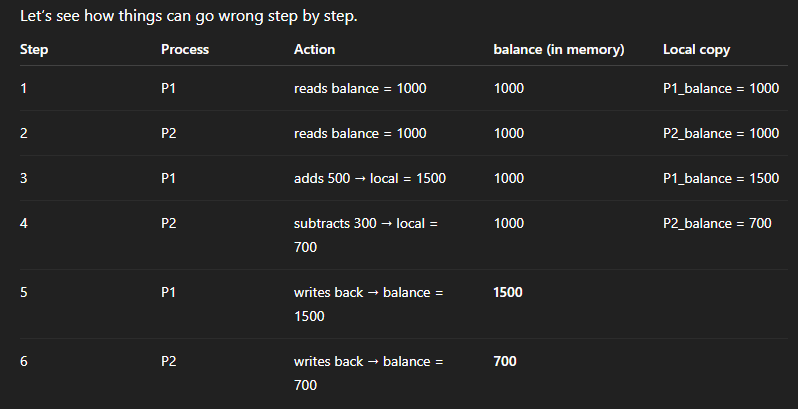 Let's see how things can go wrong step by step.
Step Process Action balance (in memory) Local copy
1 P1 reads balance = 1000 1000 P1_balance = 1000
2 P2 reads balance = 1000 1000 P2_balance = 1000
3 P1 adds 500 → local = 1500 1000 P1_balance = 1500
4 P2 subtracts 300 → local = 1000 P2_balance = 700
700
5 P1 writes back → balance = 1500
1500
6 P2 writes back → balance = 700
700